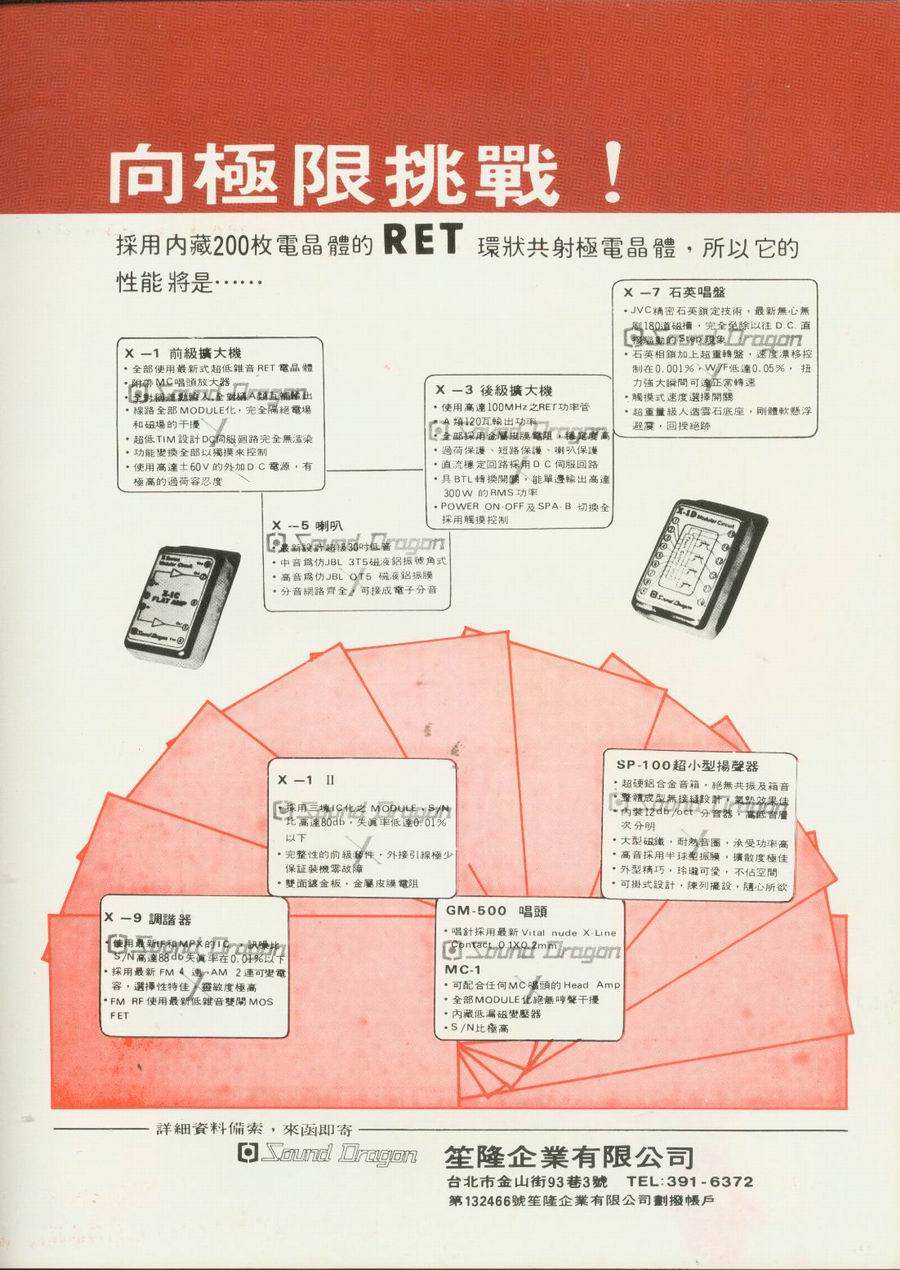 向極限挑戰！
採用內藏200枚電晶體的 RET 環狀共射極電晶體，所以它的
性能將是……
X－7 石英唱盤
・JVC精密石英鎖定技術，最新無心無
刷180道磁槽，完全免除以往D.C.直
接驅動的Slip現象
・石英相鎖加上超重轉盤，速度漂移控
制在0.001%，W/F低達0.05%，扭
力強大瞬間可達正常轉速
・觸摸式速度選擇開關
・超重量級人造雲石底座，剛體軟懸浮
避震，回授絕跡
X－1 前級擴大機
・全部使用最新式超低雜音RET電晶體
・附帶MC唱頭放大器
・線路全部MODULE化，完全隔絕電場
和磁場的干擾
・超低TIM設計DC伺服迴路完全無渲染
・功能變換全部以獨摸來控制
・使用高達±60V的外加DC電源，有
極高的過荷容忍度
X－3 後級擴大機
・使用高達100MHz之RET功率管
・A類120瓦輸出功率
・全部採用金屬皮膜電阻，穩定度高
・過荷保護、短路保護、喇叭保護
・直流穩定回路採用DC伺服回路
・具BTL轉換開關，能單邊輸出高達
300W的RMS功率
・POWER ON-OFF及SPA-B切換全
採用觸摸控制
X－5 喇叭
・中音為仿JBL 3T5磁液鋁振號角式
・高音為仿JBL OT5 磁液鋁振膜
・分音網路齊全，可接成電子分音
X-1C
FLAT AMP
Sound Dragon
X-1D Modular Circuit
Sound Dragon
X－1 II
・採用三塊IC化之 MODULE，S/N
比高達80db，失真率低達0.01%
以下
・完整性的前級套件，外接引線極少
保証裝機零故障
・雙面鍍金板，金屬皮膜電阻
SP-100超小型揚聲器
・超硬鋁合金音箱，絕無共振及箱音
・整體成型無接縫設計，氣墊效果佳
・內裝12db/oct 分音器，高低音層
次分明
・大型磁鐵，耐熱音圈，承受功率高
・高音採用半球型振膜，擴散度極佳
・外型精巧，玲瓏可愛，不佔空間
・可掛式設計，陳列擺設，隨心所欲
X－9 調諧器
・使用最新IF和MPX的IC，訊噪比
S/N高達88db失真率在0.01%以下
・採用最新FM 4 連，AM 2連可變電
容，選擇性特佳，靈敏度極高
・FM RF使用最新低雜音雙閘MOS
FET
GM-500 唱頭
・唱針採用最新Vital nude X-Line
Contact 0.1X0.2mm
MC-1
・可配合任何MC唱頭的Head Amp
・全部MODULE化絕無哼聲干擾
・內藏低漏磁變壓器
・S/N比極高
詳細資料備索，來函即寄
Sound Dragon 笙隆企業有限公司
台北市金山街93巷3號 TEL:391-6372
第132466號笙隆企業有限公司劃撥帳戶